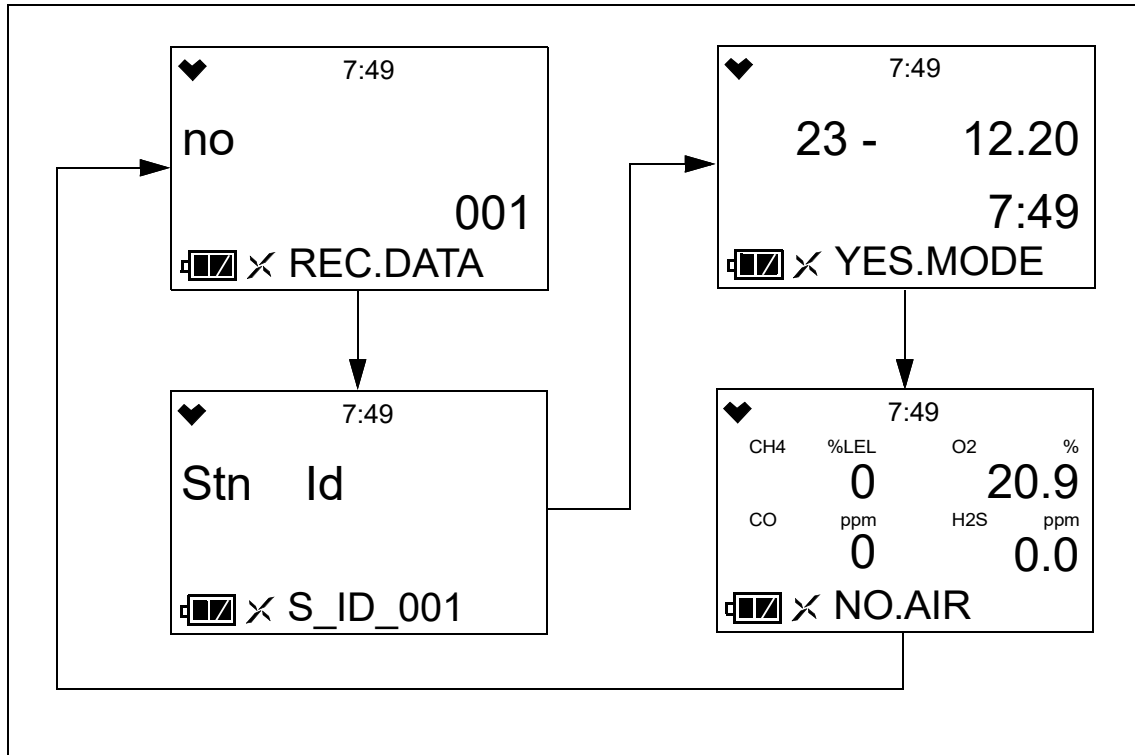 7:49
no
001
REC.DATA
7:49
Stn Id
S_ID_001
7:49
23 - 12.20
7:49
YES.MODE
7:49
CH4 %LEL O2 %
0 20.9
CO ppm H2S ppm
0 0.0
NO.AIR